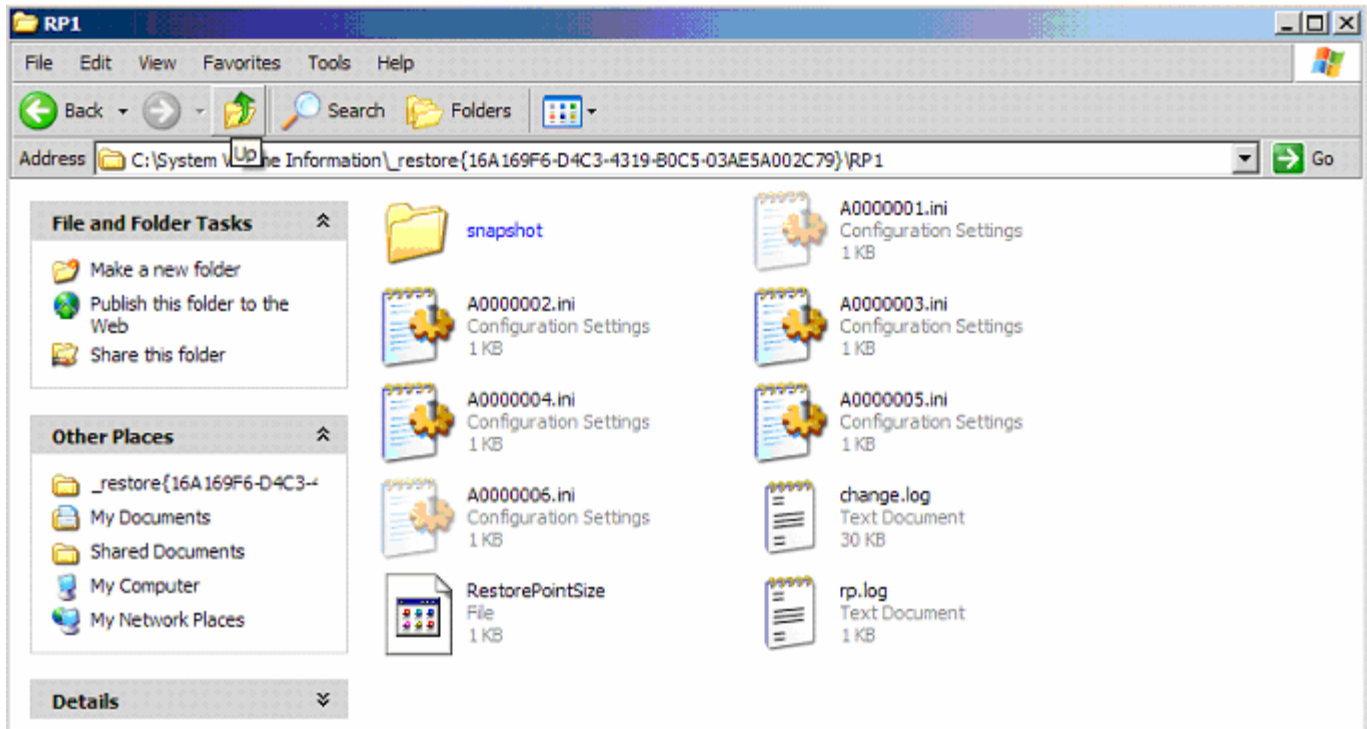 RP1
File Edit View Favorites Tools Help
Back Search Folders
Up
Address C:\System V me Information\_restore{16A169F6-D4C3-4319-B0C5-03AE5A002C79}\RP1 Go
File and Folder Tasks
Make a new folder
Publish this folder to the
Web
Share this folder
Other Places
_restore{16A169F6-D4C3-
My Documents
Shared Documents
My Computer
My Network Places
Details
snapshot
A0000001.ini
Configuration Settings
1 KB
A0000002.ini
Configuration Settings
1 KB
A0000003.ini
Configuration Settings
1 KB
A0000004.ini
Configuration Settings
1 KB
A0000005.ini
Configuration Settings
1 KB
A0000006.ini
Configuration Settings
1 KB
change.log
Text Document
30 KB
RestorePointSize
File
1 KB
rp.log
Text Document
1 KB